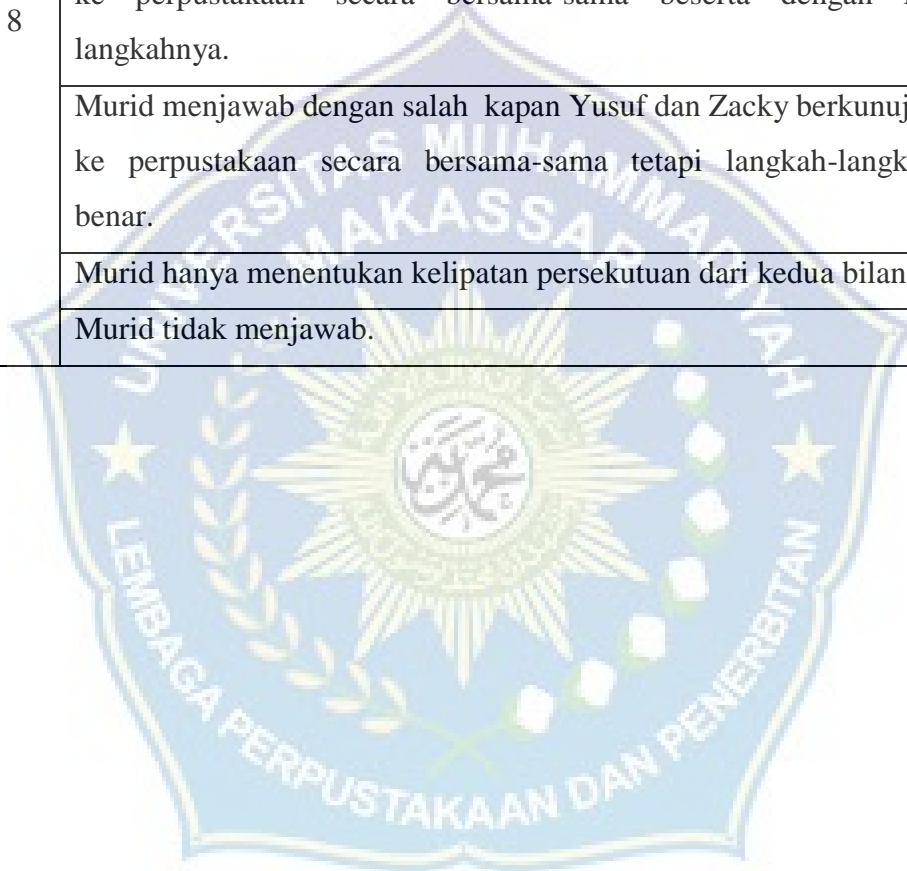 ke perpustakaan secara bersama-sama beserta dengan
8
langkahnya.
Murid menjawab dengan salah kapan Yusuf dan Zacky berkunuj
ke perpustakaan secara bersama-sama tetapi langkah-langk
benar.
Murid hanya menentukan kelipatan persekutuan dari kedua bilan
Murid tidak menjawab.
UNIVERSITAS MUHAMMADIYAH
MAKASSAR
LEMBAGA PERPUSTAKAAN DAN PENERBITAN